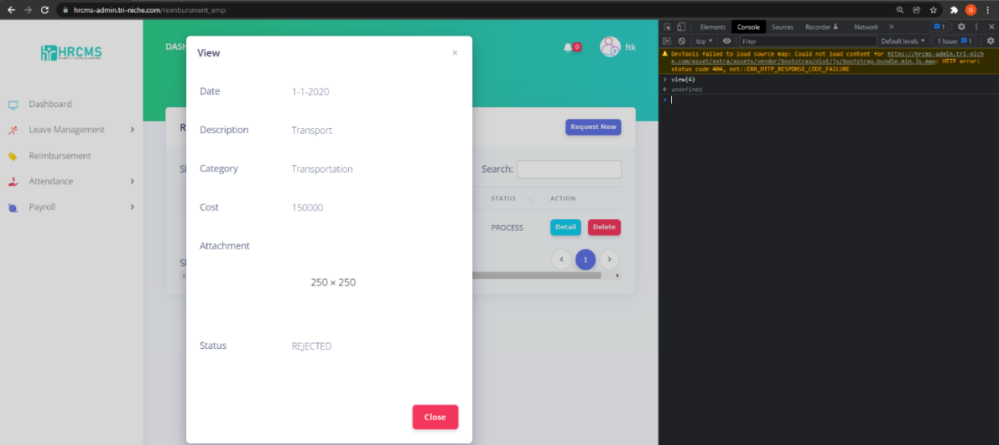 hrcms-admin.tri-niche.com/reimbursment_emp
HRCMS
Dashboard
Leave Management
Reimbursement
Attendance
Payroll
DASH
0
ftk
Request New
Search:
STATUS
ACTION
PROCESS
Detail
Delete
1
View
×
Date
1-1-2020
Description
Transport
Category
Transportation
Cost
150000
Attachment
250 × 250
Status
REJECTED
Close
Elements Console Sources Recorder Network » 1
top Filter Default levels 1 Issue: 1
DevTools failed to load source map: Could not load content for https://hrcms-admin.tri-nich
e.com/asset/extra/assets/vendor/bootstrap/dist/js/bootstrap.bundle.min.js.map: HTTP error:
status code 404, net::ERR_HTTP_RESPONSE_CODE_FAILURE
view(4)
undefined